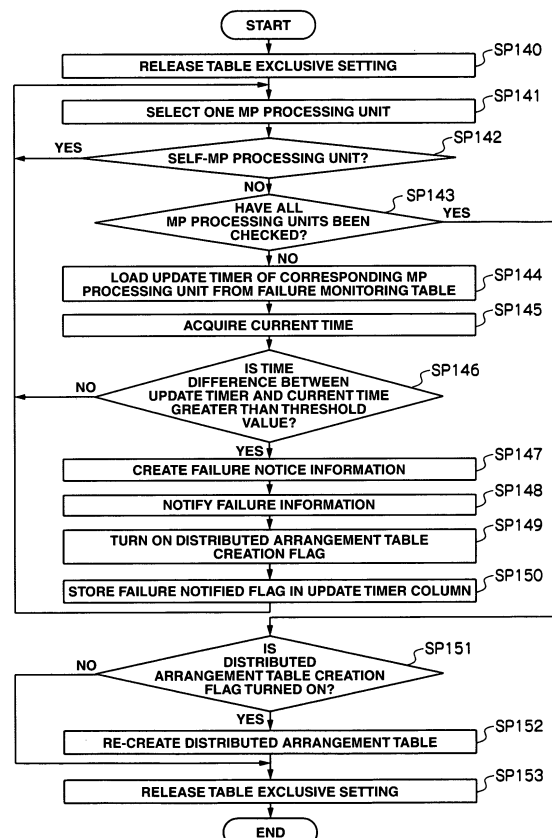 START
SP140
RELEASE TABLE EXCLUSIVE SETTING
SP141
SELECT ONE MP PROCESSING UNIT
SP142
YES
SELF-MP PROCESSING UNIT?
NO
SP143
HAVE ALL
MP PROCESSING UNITS BEEN
CHECKED?
YES
NO
SP144
LOAD UPDATE TIMER OF CORRESPONDING MP
PROCESSING UNIT FROM FAILURE MONITORING TABLE
SP145
ACQUIRE CURRENT TIME
SP146
IS TIME
DIFFERENCE BETWEEN
UPDATE TIMER AND CURRENT TIME
GREATER THAN THRESHOLD
VALUE?
NO
YES
SP147
CREATE FAILURE NOTICE INFORMATION
SP148
NOTIFY FAILURE INFORMATION
SP149
TURN ON DISTRIBUTED ARRANGEMENT TABLE
CREATION FLAG
SP150
STORE FAILURE NOTIFIED FLAG IN UPDATE TIMER COLUMN
SP151
IS
DISTRIBUTED
ARRANGEMENT TABLE CREATION
FLAG TURNED ON?
NO
YES
SP152
RE-CREATE DISTRIBUTED ARRANGEMENT TABLE
SP153
RELEASE TABLE EXCLUSIVE SETTING
END